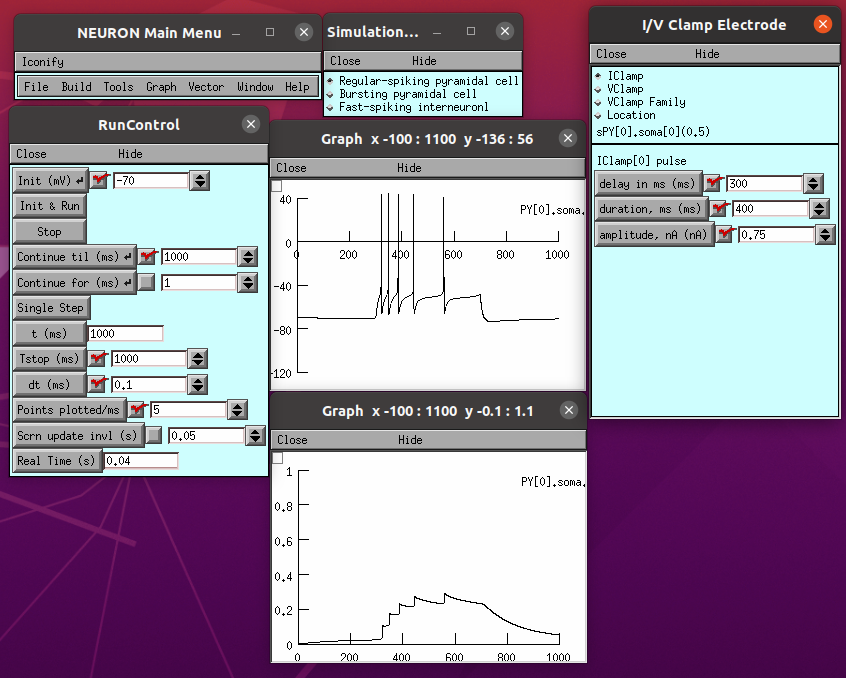 NEURON Main Menu
Iconify
File Build Tools Graph Vector Window Help
Simulation...
Close Hide
Regular-spiking pyramidal cell
Bursting pyramidal cell
Fast-spiking interneuronl
RunControl
Close Hide
Init (mV) -70
Init & Run
Stop
Continue til (ms) 1000
Continue for (ms) 1
Single Step
t (ms) 1000
Tstop (ms) 1000
dt (ms) 0.1
Points plotted/ms 5
Scrn update invl (s) 0.05
Real Time (s) 0.04
Graph x -100 : 1100 y -136 : 56
Close Hide
40
PY[0].soma.
0 200 400 600 800 1000
-40
-80
-120
Graph x -100 : 1100 y -0.1 : 1.1
Close Hide
1
PY[0].soma.
0.8
0.6
0.4
0.2
0
0 200 400 600 800 1000
I/V Clamp Electrode
Close Hide
IClamp
VClamp
VClamp Family
Location
sPY[0].soma[0](0.5)
IClamp[0] pulse
delay in ms (ms) 300
duration, ms (ms) 400
amplitude, nA (nA) 0.75